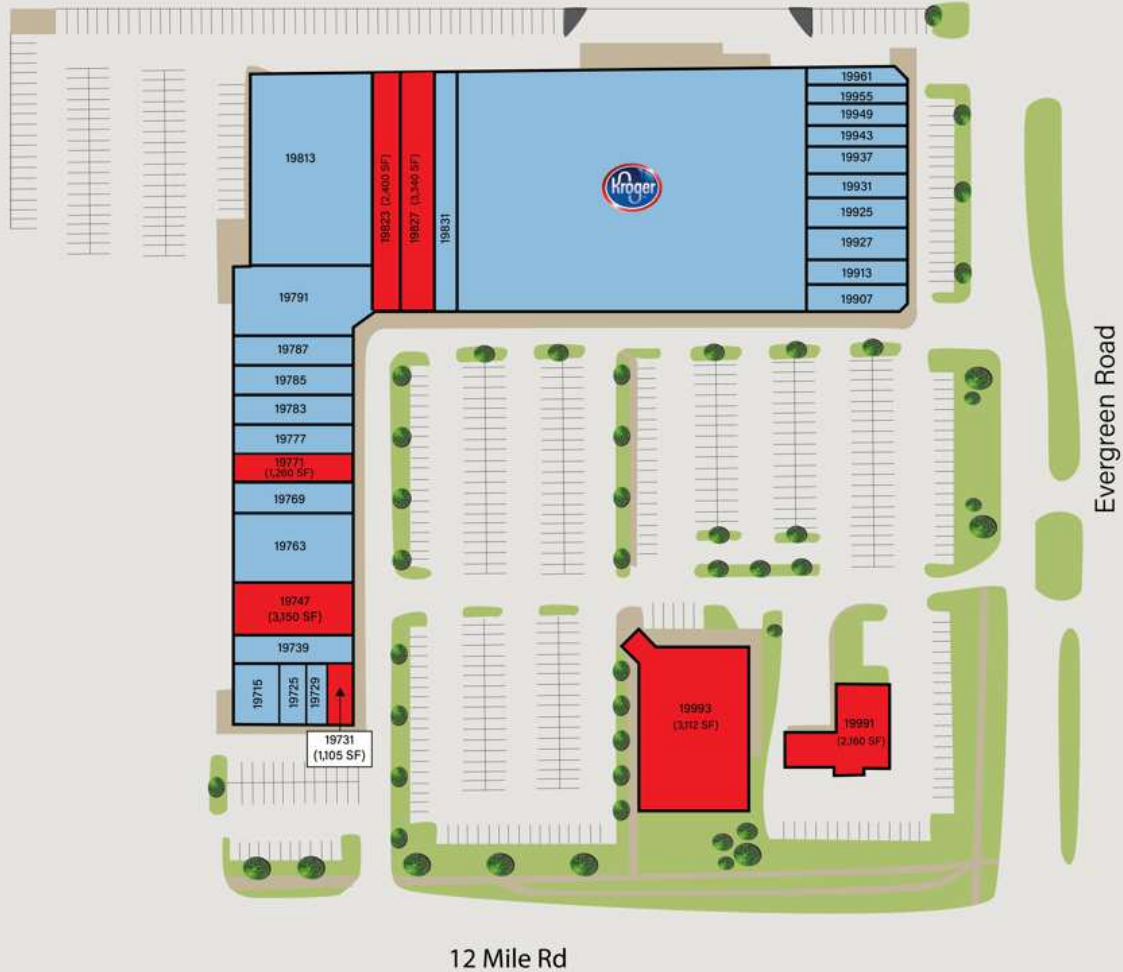 19961
19955
19949
19943
19937
19931
19925
19927
19913
19907
19813
19823 (2,400 SF)
19827 (3,340 SF)
19831
Kroger
19791
19787
19785
19783
19777
19771
(1,260 SF)
19769
19763
19747
(3,150 SF)
19739
19715
19725
19729
19731
(1,105 SF)
19993
(3,112 SF)
19991
(2,160 SF)
Evergreen Road
12 Mile Rd